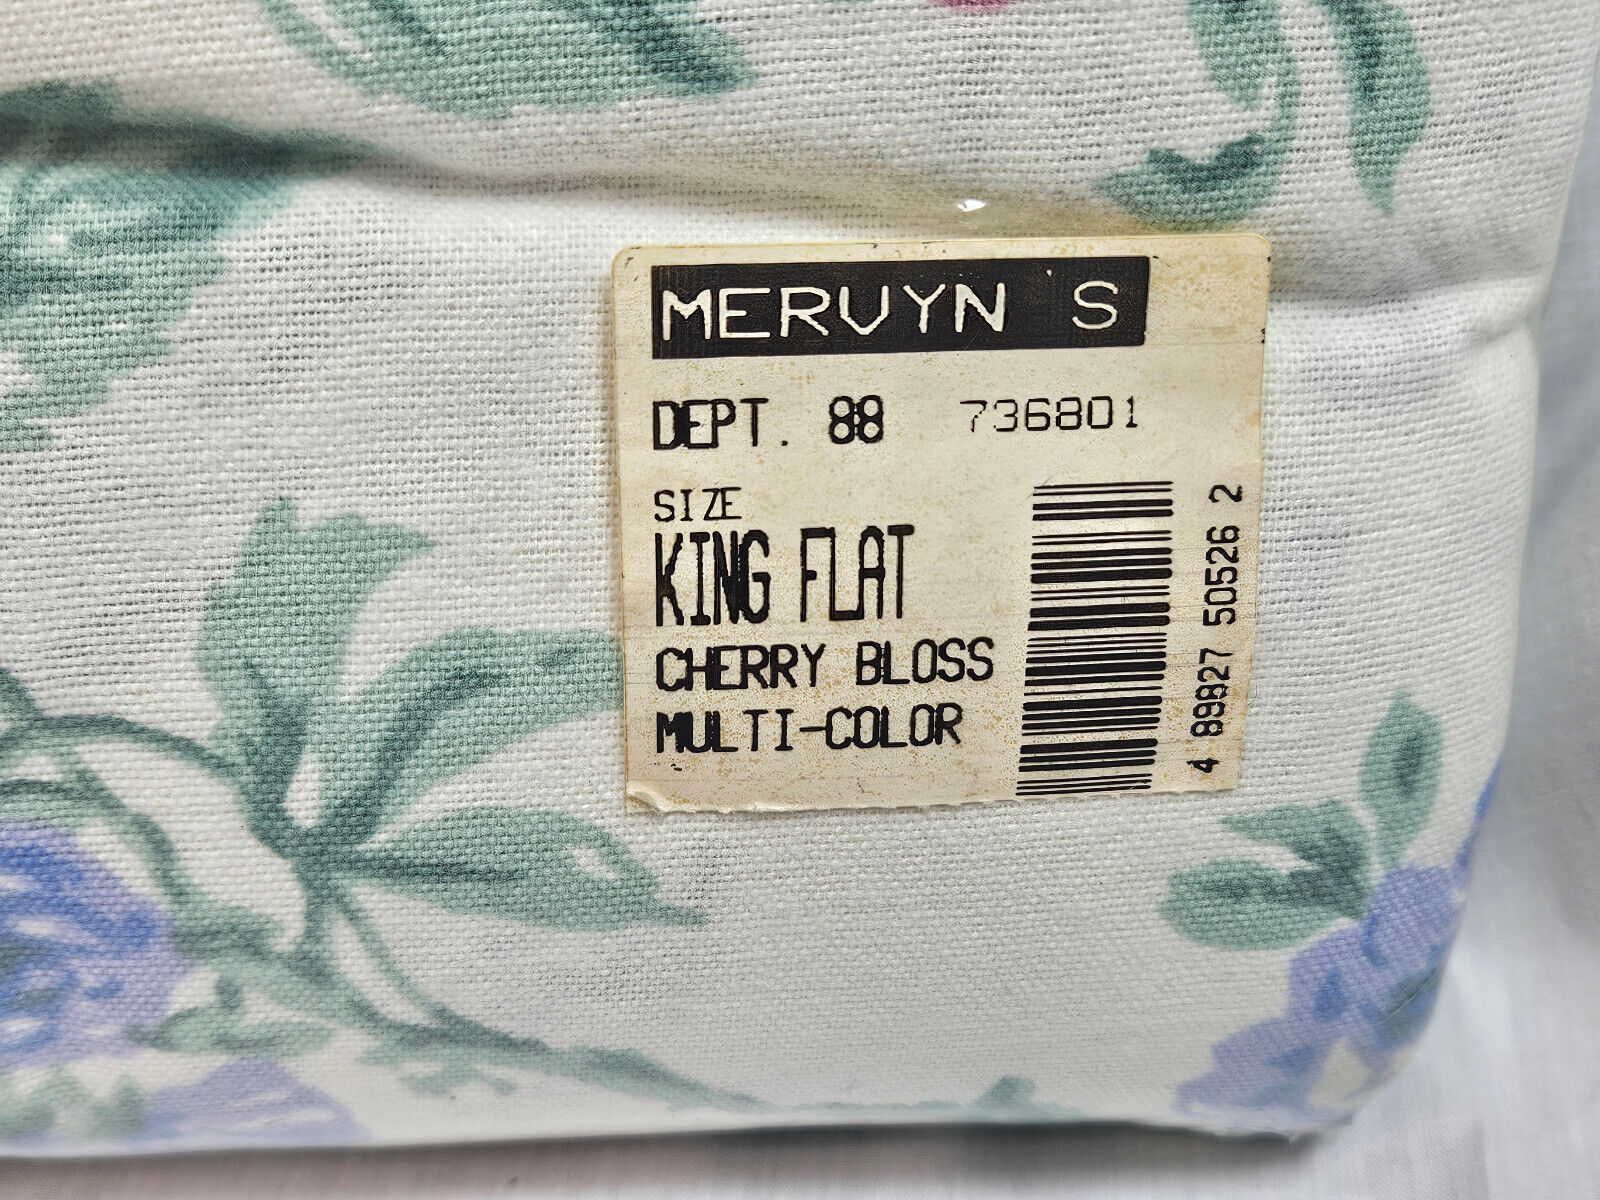 MERVYN S
DEPT. 88 736801
SIZE
KING FLAT
CHERRY BLOSS
MULTI-COLOR
4 89827 50526 2